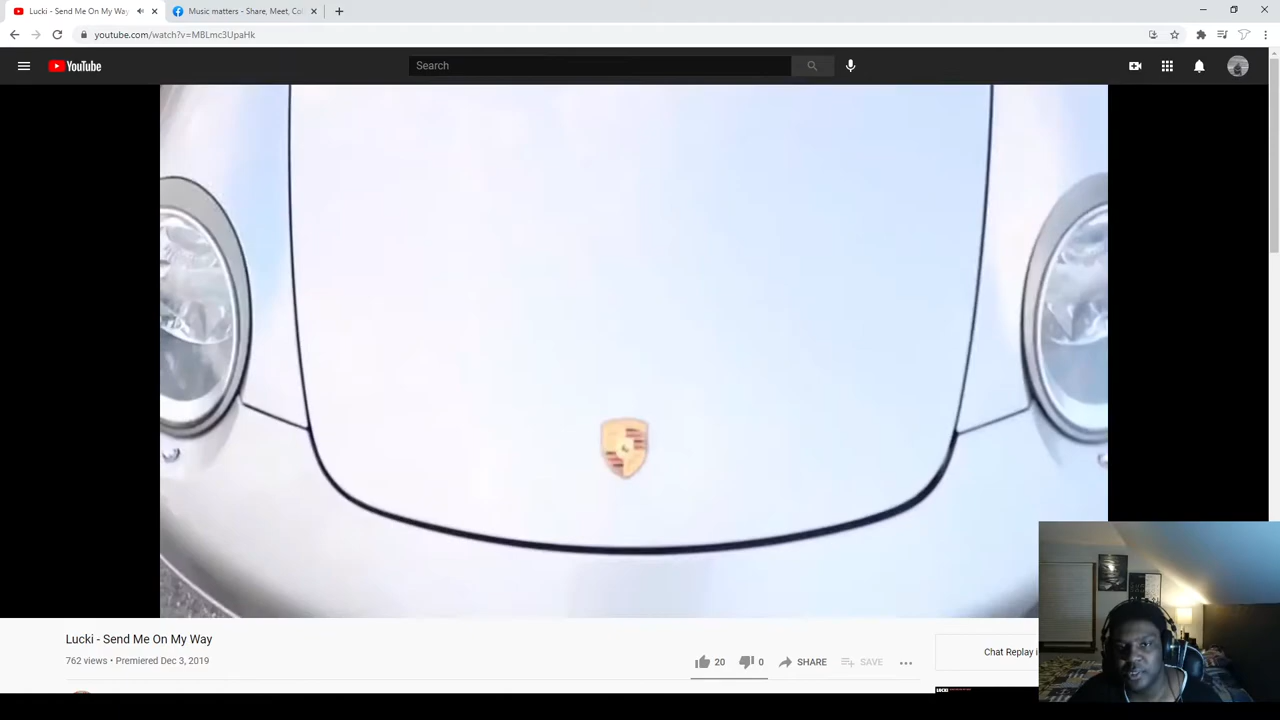 Lucki - Send Me On My Way
Music matters - Share, Meet, Col
youtube.com/watch?v=MBLmc3UpaHk
YouTube
Search
Lucki - Send Me On My Way
762 views • Premiered Dec 3, 2019
20
0
SHARE
SAVE
Chat Replay i
LUCKI